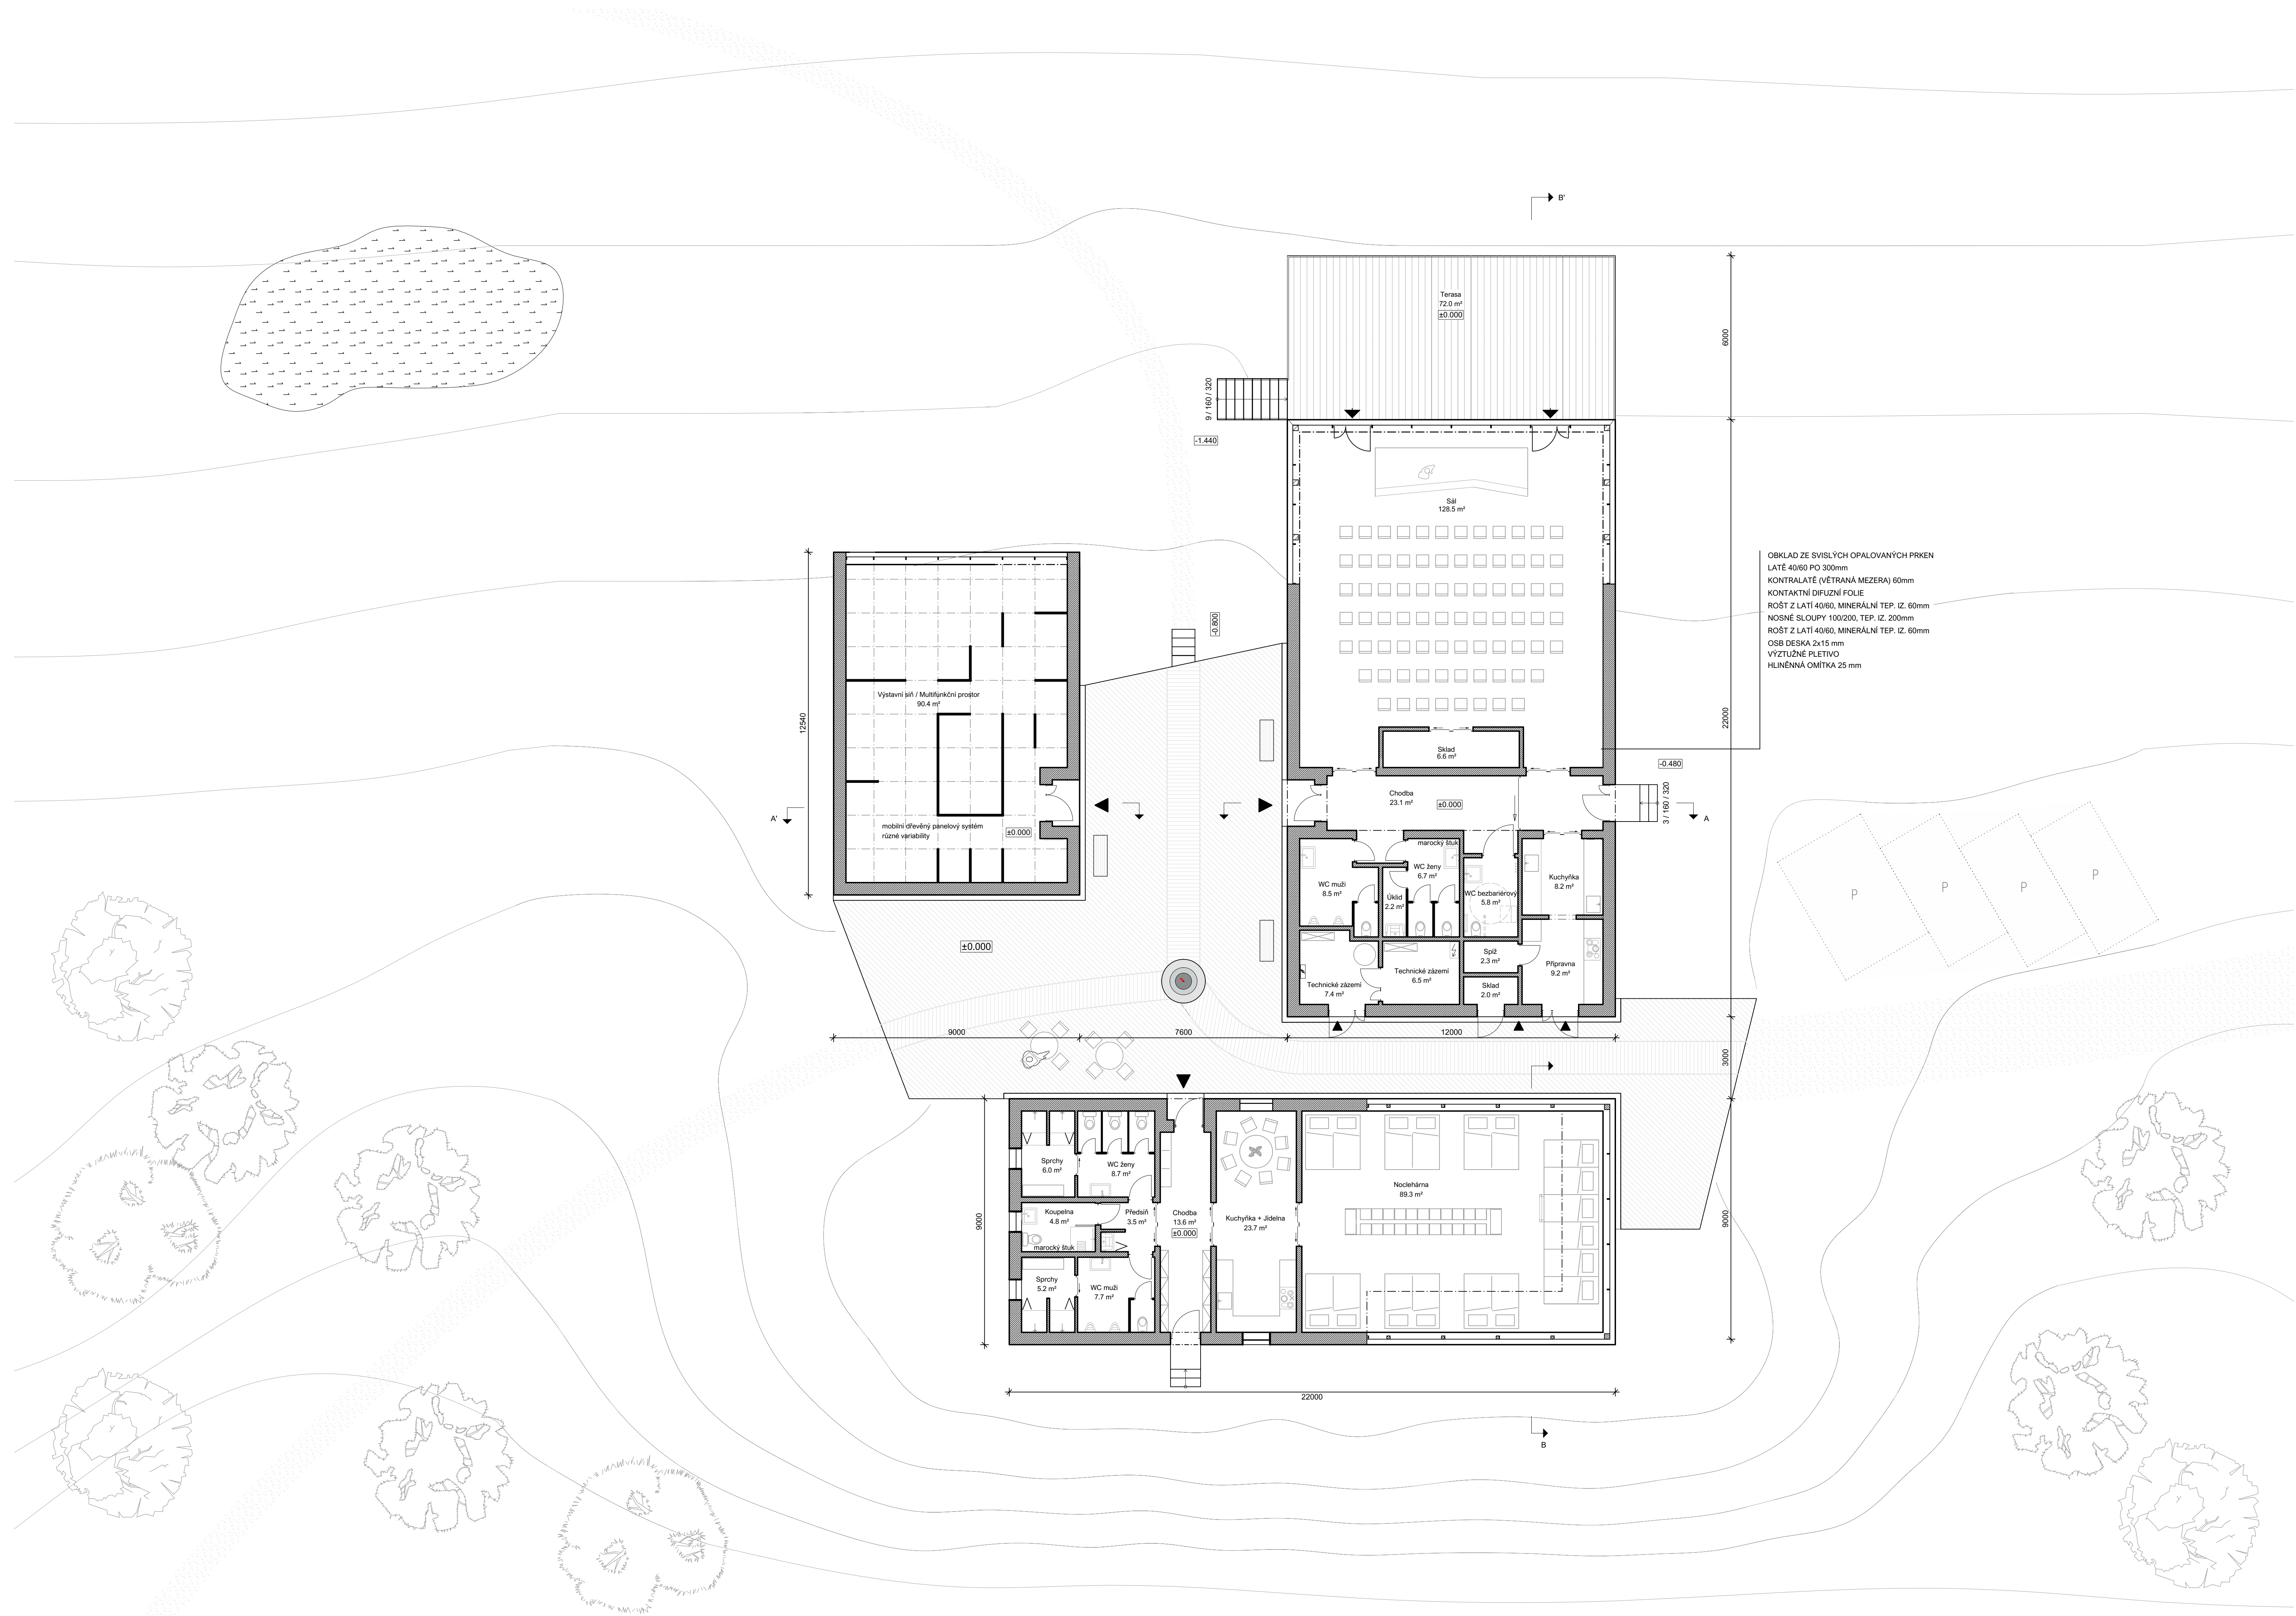 B'
Terasa
72.0 m²
±0.000
6000
9 / 160 / 320
-1.440
Sál
128.5 m²
OBKLAD ZE SVISLÝCH OPALOVANÝCH PRKEN
LATĚ 40/60 PO 300mm
KONTRALATĚ (VĚTRANÁ MEZERA) 60mm
KONTAKTNÍ DIFUZNÍ FOLIE
ROŠT Z LATÍ 40/60, MINERÁLNÍ TEP. IZ. 60mm
NOSNÉ SLOUPY 100/200, TEP. IZ. 200mm
ROŠT Z LATÍ 40/60, MINERÁLNÍ TEP. IZ. 60mm
OSB DESKA 2x15 mm
VÝZTUŽNÉ PLETIVO
HLINĚNNÁ OMÍTKA 25 mm
-0.800
Výstavní síň / Multifunkční prostor
90.4 m²
12540
22000
Sklad
6.6 m²
-0.480
Chodba
23.1 m²
±0.000
3 / 160 / 320
A'
A
mobilní dřevěný panelový systém
různé variability
±0.000
marocký štuk
WC ženy
6.7 m²
WC muži
8.5 m²
Úklid
2.2 m²
WC bezbariérový
5.8 m²
Kuchyňka
8.2 m²
P
P
P
P
±0.000
Spíž
2.3 m²
Technické zázemí
6.5 m²
Technické zázemí
7.4 m²
Sklad
2.0 m²
Přípravna
9.2 m²
9000
7600
12000
3000
Sprchy
6.0 m²
WC ženy
8.7 m²
Koupelna
4.8 m²
marocký štuk
Předsíň
3.5 m²
Chodba
13.6 m²
±0.000
Kuchyňka + Jídelna
23.7 m²
Noclehárna
89.3 m²
9000
9000
Sprchy
5.2 m²
WC muži
7.7 m²
22000
B